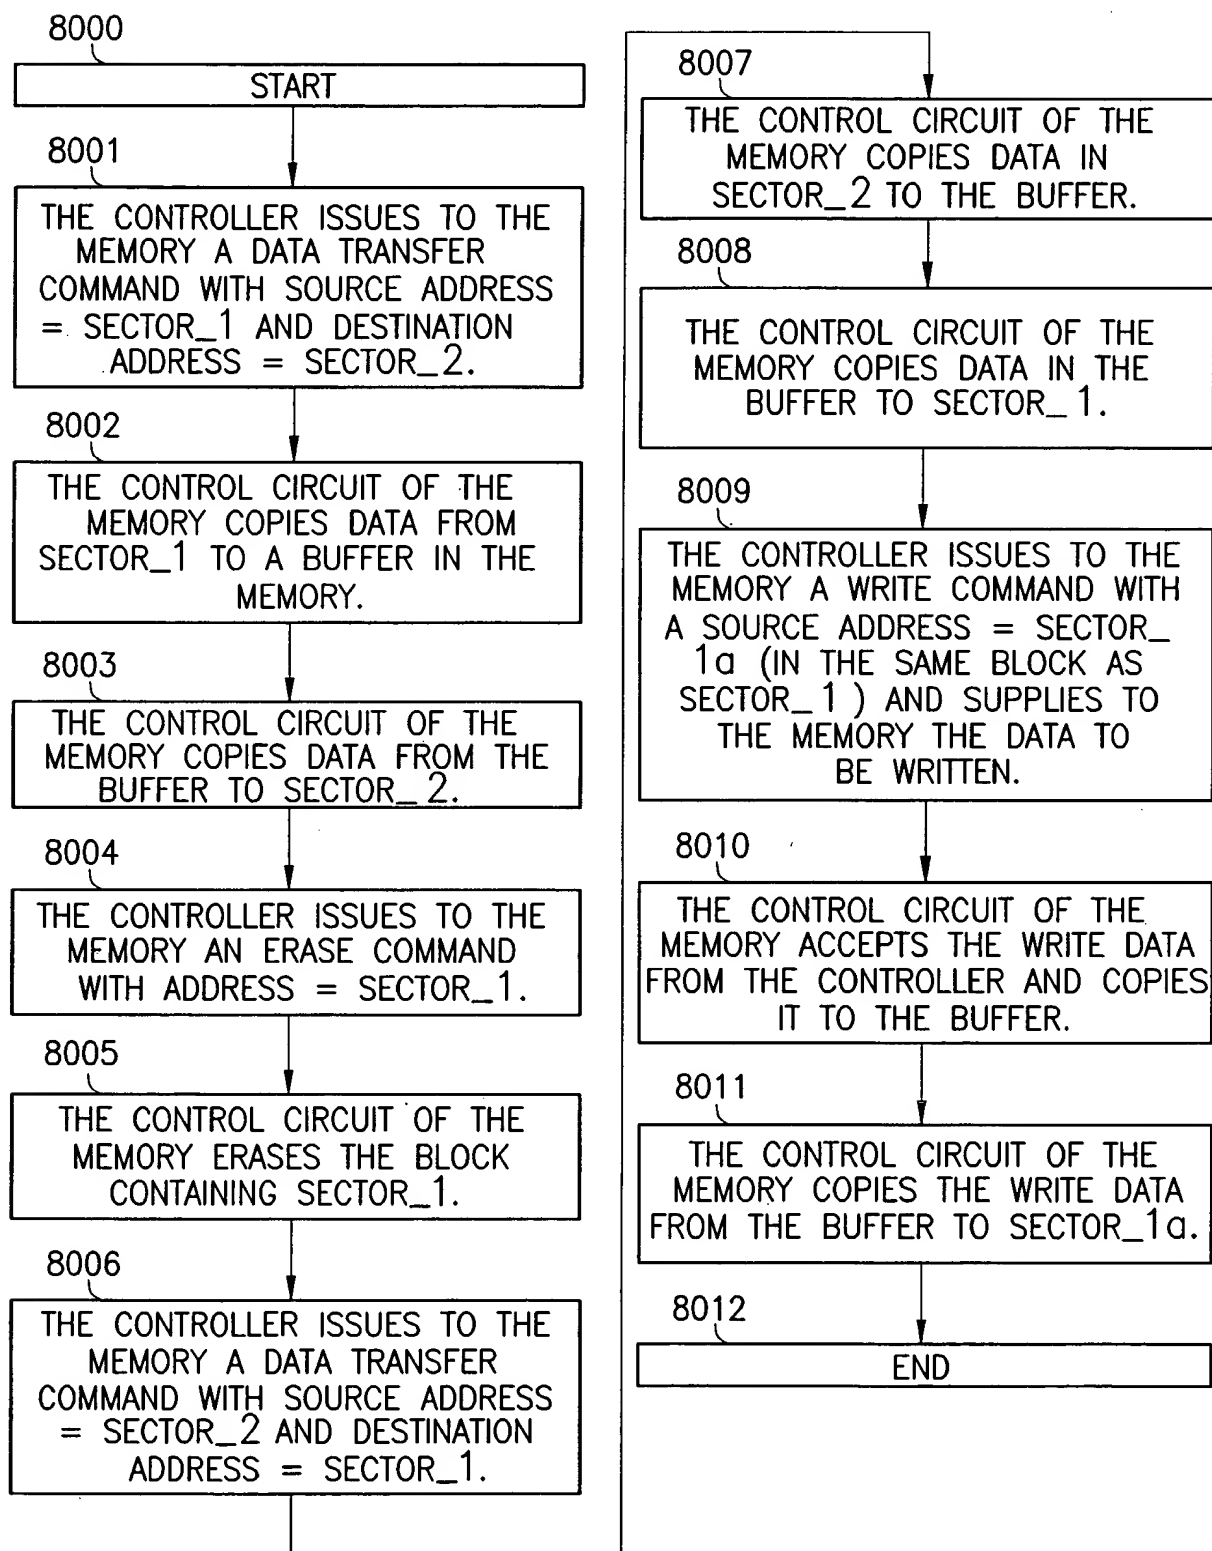 8000
START
8001
THE CONTROLLER ISSUES TO THE
MEMORY A DATA TRANSFER
COMMAND WITH SOURCE ADDRESS
= SECTOR_1 AND DESTINATION
ADDRESS = SECTOR_2.
8002
THE CONTROL CIRCUIT OF THE
MEMORY COPIES DATA FROM
SECTOR_1 TO A BUFFER IN THE
MEMORY.
8003
THE CONTROL CIRCUIT OF THE
MEMORY COPIES DATA FROM THE
BUFFER TO SECTOR_2.
8004
THE CONTROLLER ISSUES TO THE
MEMORY AN ERASE COMMAND
WITH ADDRESS = SECTOR_1.
8005
THE CONTROL CIRCUIT OF THE
MEMORY ERASES THE BLOCK
CONTAINING SECTOR_1.
8006
THE CONTROLLER ISSUES TO THE
MEMORY A DATA TRANSFER
COMMAND WITH SOURCE ADDRESS
= SECTOR_2 AND DESTINATION
ADDRESS = SECTOR_1.
8007
THE CONTROL CIRCUIT OF THE
MEMORY COPIES DATA IN
SECTOR_2 TO THE BUFFER.
8008
THE CONTROL CIRCUIT OF THE
MEMORY COPIES DATA IN THE
BUFFER TO SECTOR_1.
8009
THE CONTROLLER ISSUES TO THE
MEMORY A WRITE COMMAND WITH
A SOURCE ADDRESS = SECTOR_
1a (IN THE SAME BLOCK AS
SECTOR_1 ) AND SUPPLIES TO
THE MEMORY THE DATA TO
BE WRITTEN.
8010
THE CONTROL CIRCUIT OF THE
MEMORY ACCEPTS THE WRITE DATA
FROM THE CONTROLLER AND COPIES
IT TO THE BUFFER.
8011
THE CONTROL CIRCUIT OF THE
MEMORY COPIES THE WRITE DATA
FROM THE BUFFER TO SECTOR_1a.
8012
END